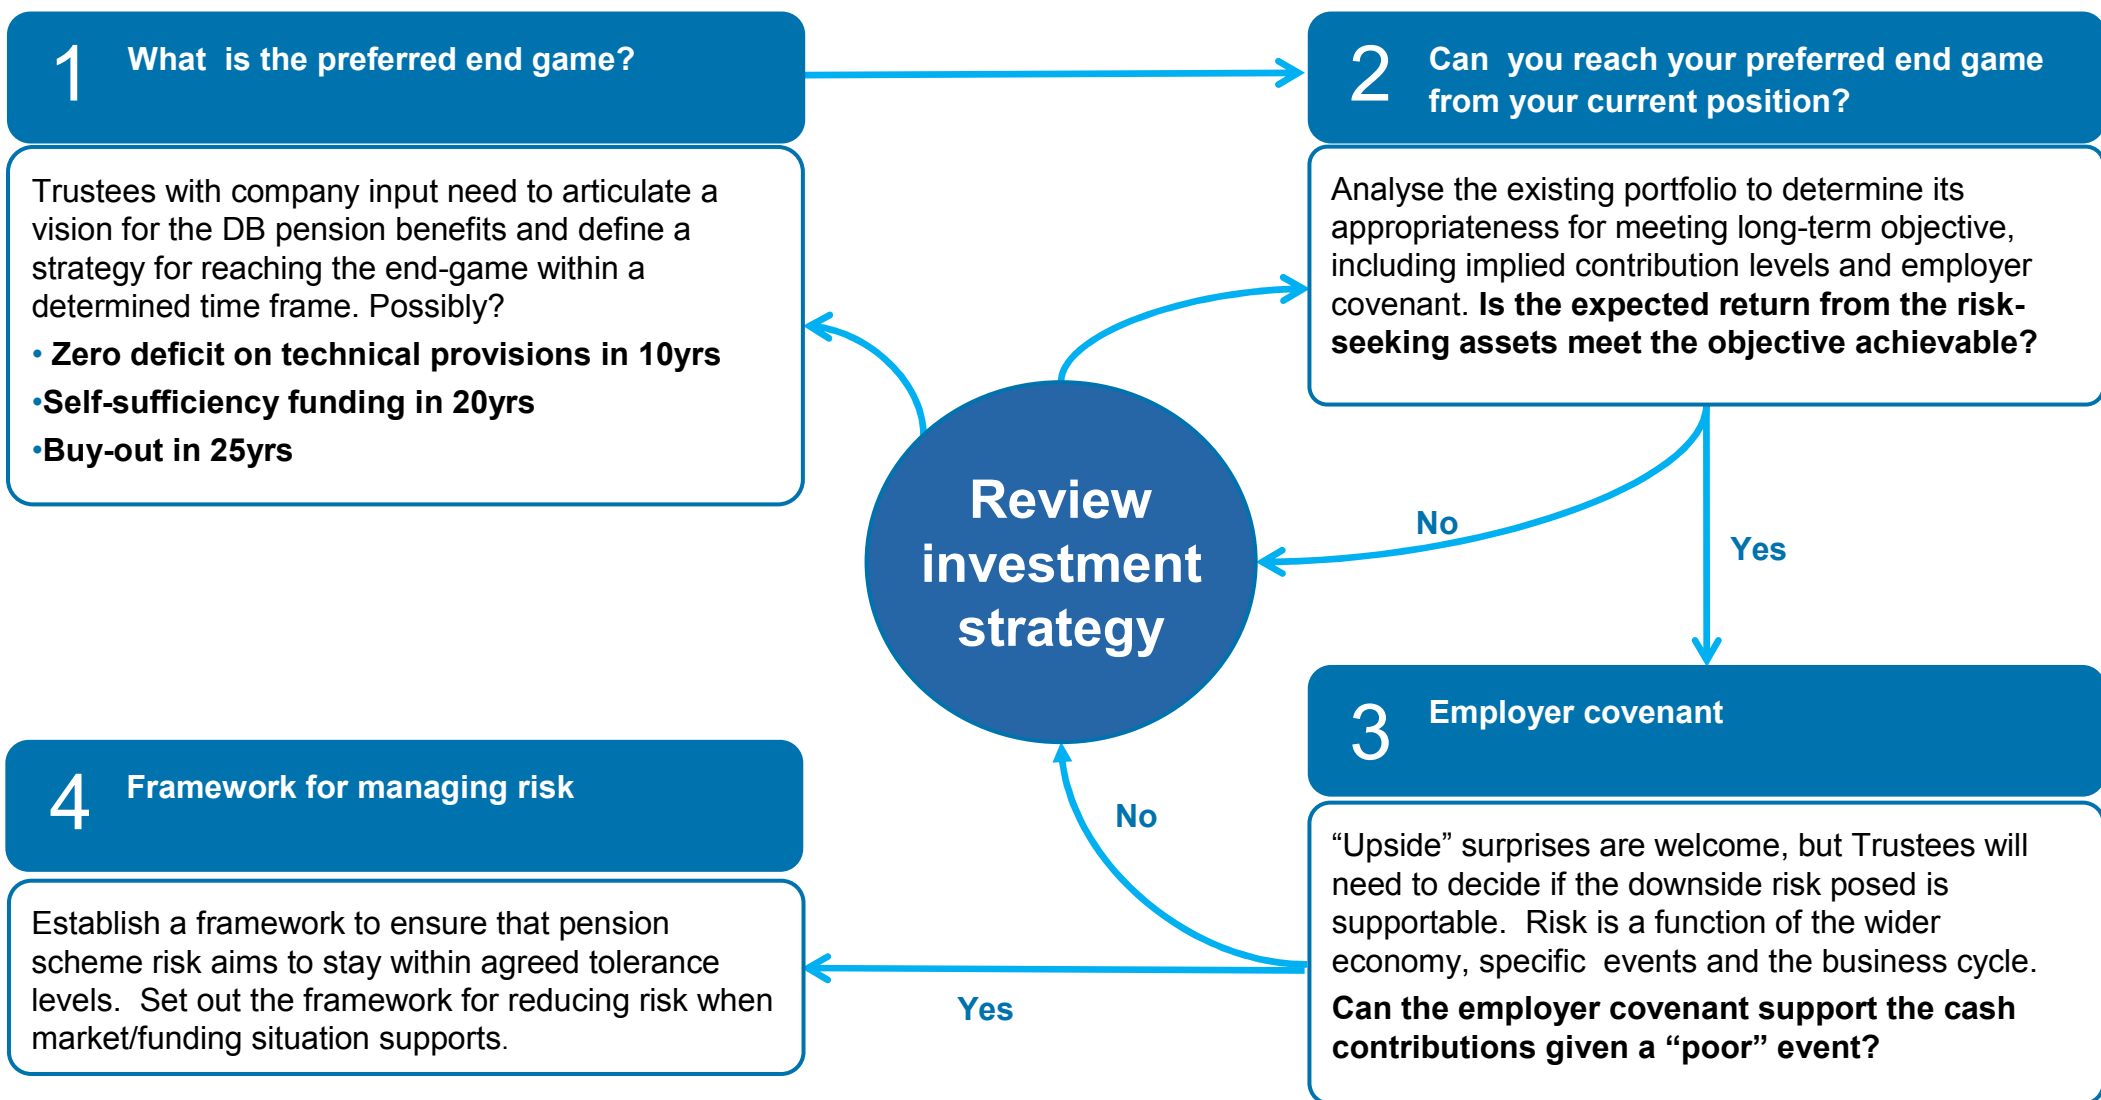 1
What  is the preferred end game?
Trustees with company input need to articulate a
vision for the DB pension benefits and define a
strategy for reaching the end-game within a
determined time frame. Possibly?
• Zero deficit on technical provisions in 10yrs
•Self-sufficiency funding in 20yrs
•Buy-out in 25yrs
2
Can  you reach your preferred end game
from your current position?
Analyse the existing portfolio to determine its
appropriateness for meeting long-term objective,
including implied contribution levels and employer
covenant. Is the expected return from the risk-
seeking assets meet the objective achievable?
Review
investment
strategy
No
Yes
3
Employer covenant
“Upside” surprises are welcome, but Trustees will
need to decide if the downside risk posed is
supportable.  Risk is a function of the wider
economy, specific  events and the business cycle.
Can the employer covenant support the cash
contributions given a “poor” event?
No
Yes
4
Framework for managing risk
Establish a framework to ensure that pension
scheme risk aims to stay within agreed tolerance
levels.  Set out the framework for reducing risk when
market/funding situation supports.